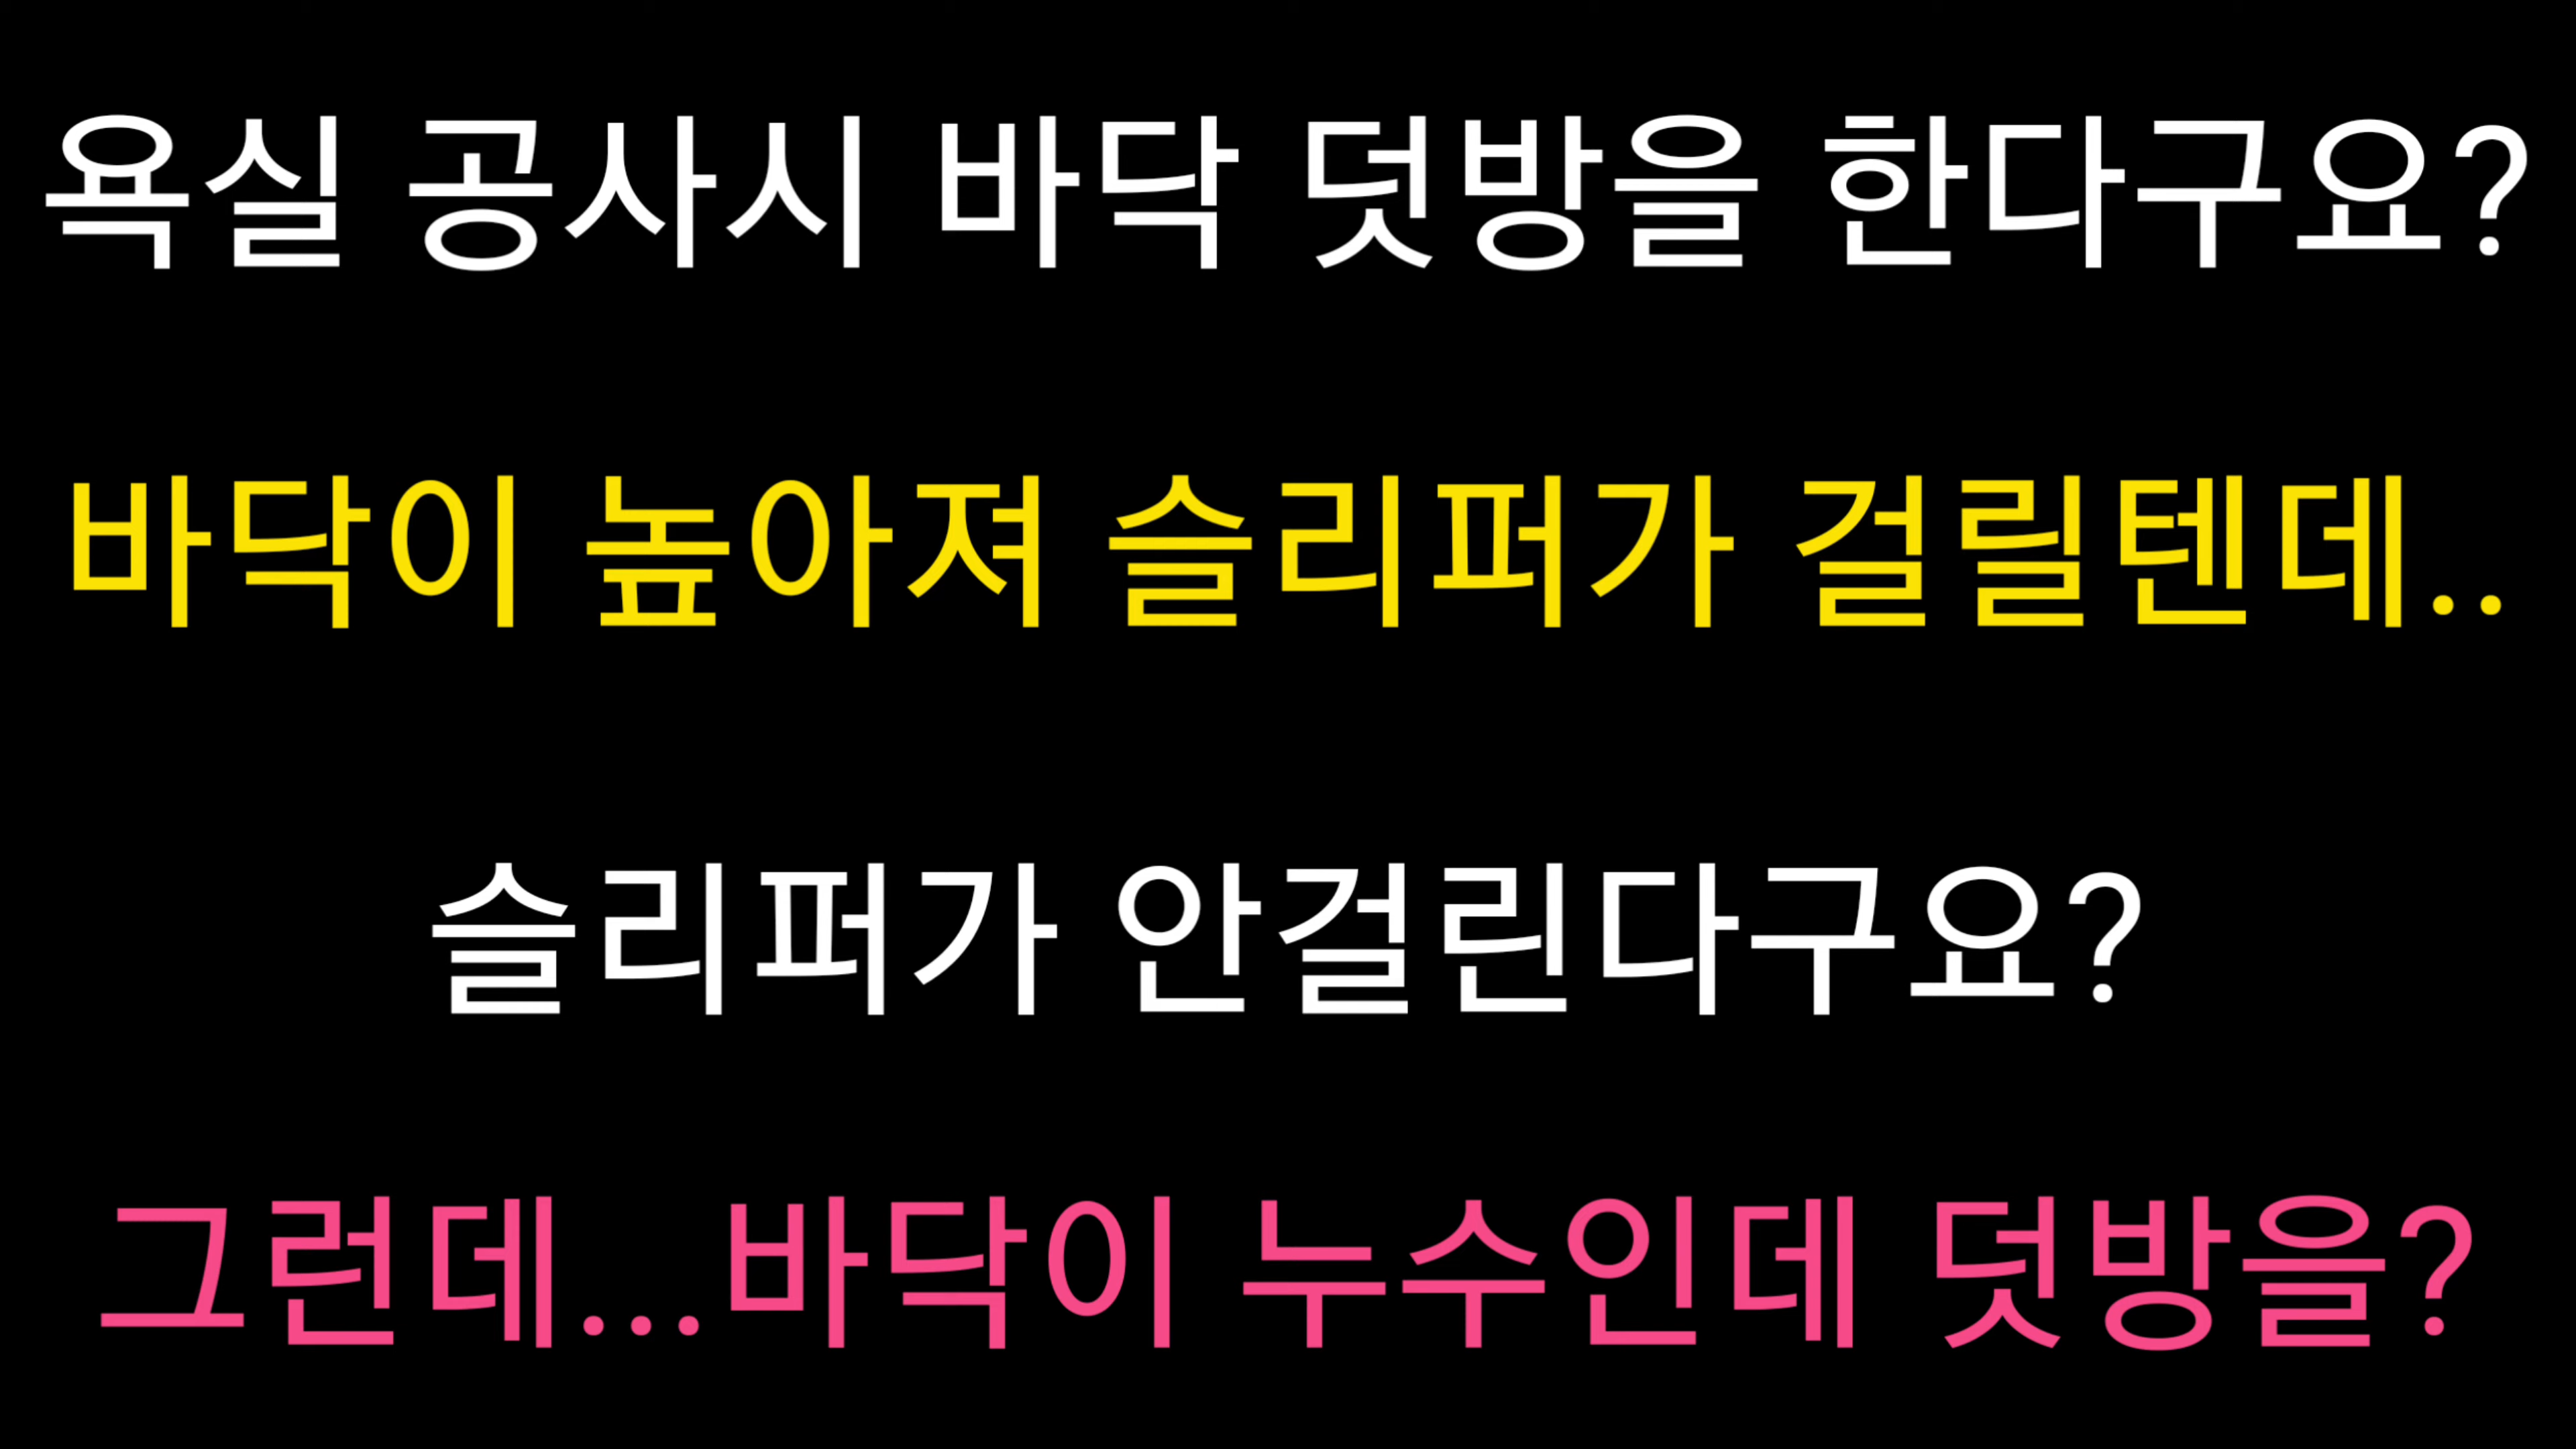 욕실 공사시 바닥 덧방을 한다구요?
바닥이 높아져 슬리퍼가 걸릴텐데..
슬리퍼가 안걸린다구요?
그런데...바닥이 누수인데 덧방을?